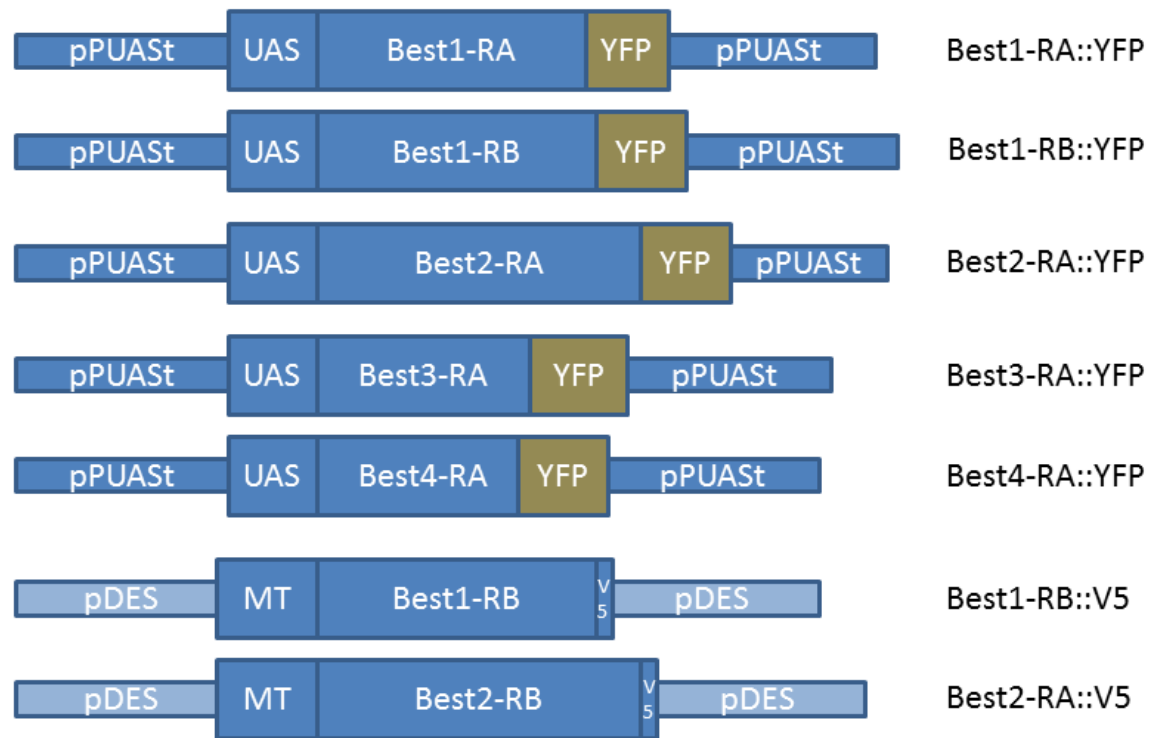 pPUASt UAS Best1-RA YFP pPUASt Best1-RA::YFP
pPUASt UAS Best1-RB YFP pPUASt Best1-RB::YFP
pPUASt UAS Best2-RA YFP pPUASt Best2-RA::YFP
pPUASt UAS Best3-RA YFP pPUASt Best3-RA::YFP
pPUASt UAS Best4-RA YFP pPUASt Best4-RA::YFP
pDES MT Best1-RB V5 pDES Best1-RB::V5
pDES MT Best2-RB V5 pDES Best2-RA::V5